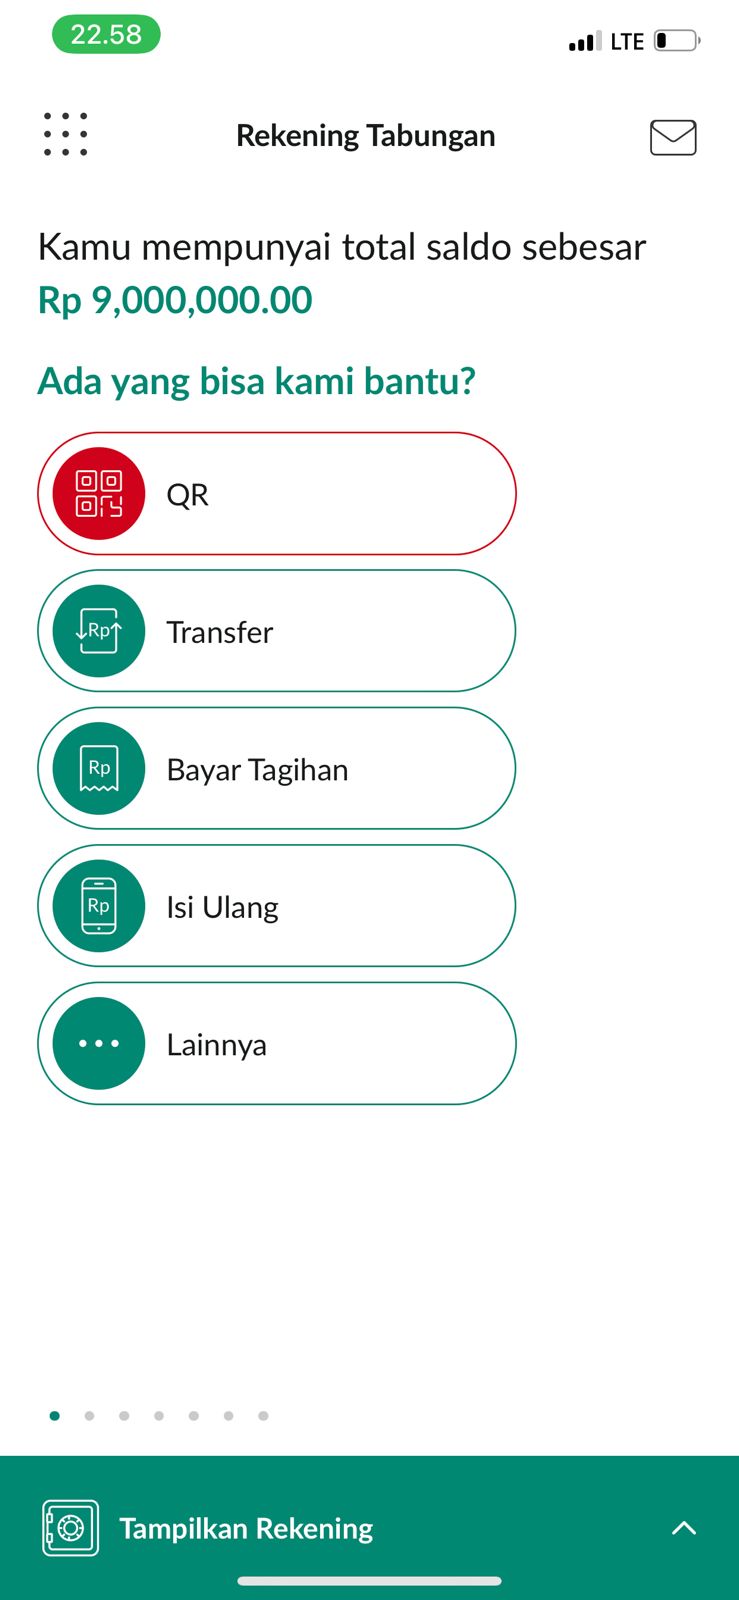 22.58
LTE
Rekening Tabungan
Kamu mempunyai total saldo sebesar
Rp 9,000,000.00
Ada yang bisa kami bantu?
QR
Rp
Transfer
Rp
Bayar Tagihan
Rp
Isi Ulang
Lainnya
Tampilkan Rekening